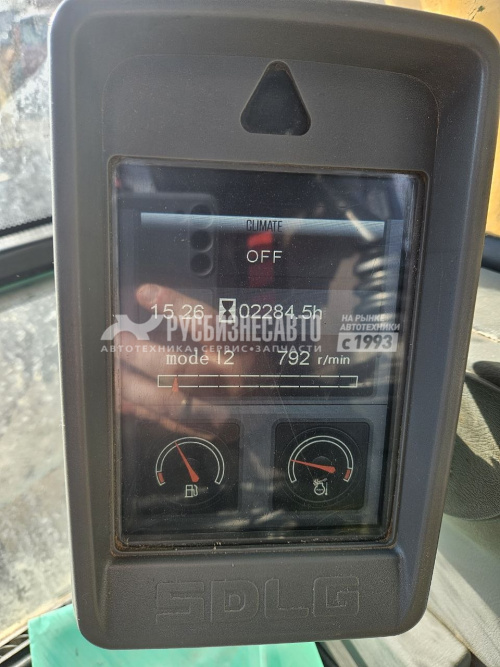 CLIMATE
OFF
15 26 02284.5h
РУСБИЗНЕСАВТО
АВТОТЕХНИКА • СЕРВИС • ЗАПЧАСТИ
НА РЫНКЕ
АВТОТЕХНИКИ
с 1993
mode I2 792 r/min
SDLG